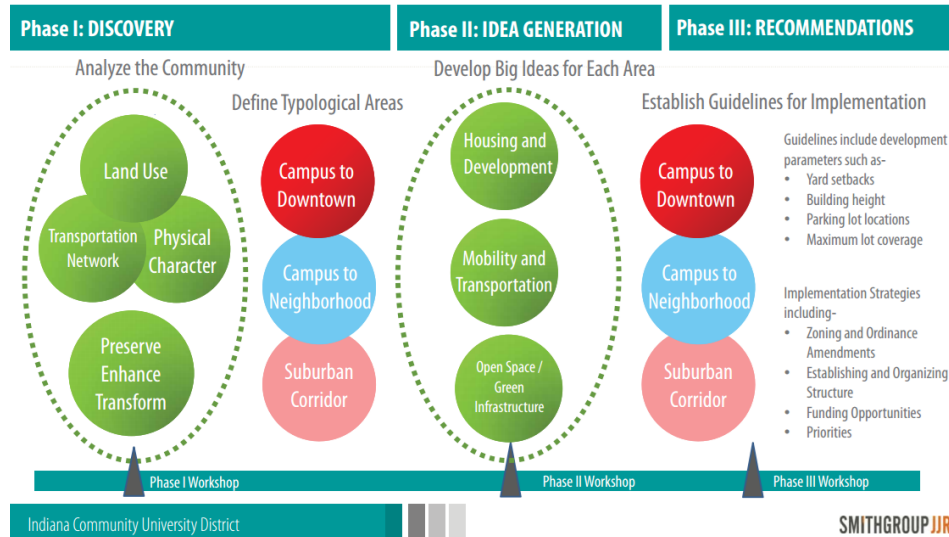 Phase I: DISCOVERY
Phase II: IDEA GENERATION
Phase III: RECOMMENDATIONS
Analyze the Community
Define Typological Areas
Develop Big Ideas for Each Area
Establish Guidelines for Implementation
Land Use
Transportation
Network
Physical
Character
Preserve
Enhance
Transform
Campus to
Downtown
Campus to
Neighborhood
Suburban
Corridor
Housing and
Development
Mobility and
Transportation
Open Space /
Green
Infrastructure
Campus to
Downtown
Campus to
Neighborhood
Suburban
Corridor
Guidelines include development
parameters such as-
• Yard setbacks
• Building height
• Parking lot locations
• Maximum lot coverage
Implementation Strategies
including-
• Zoning and Ordinance
Amendments
• Establishing and Organizing
Structure
• Funding Opportunities
• Priorities
Phase I Workshop
Phase II Workshop
Phase III Workshop
Indiana Community University District
SMITHGROUP JJR